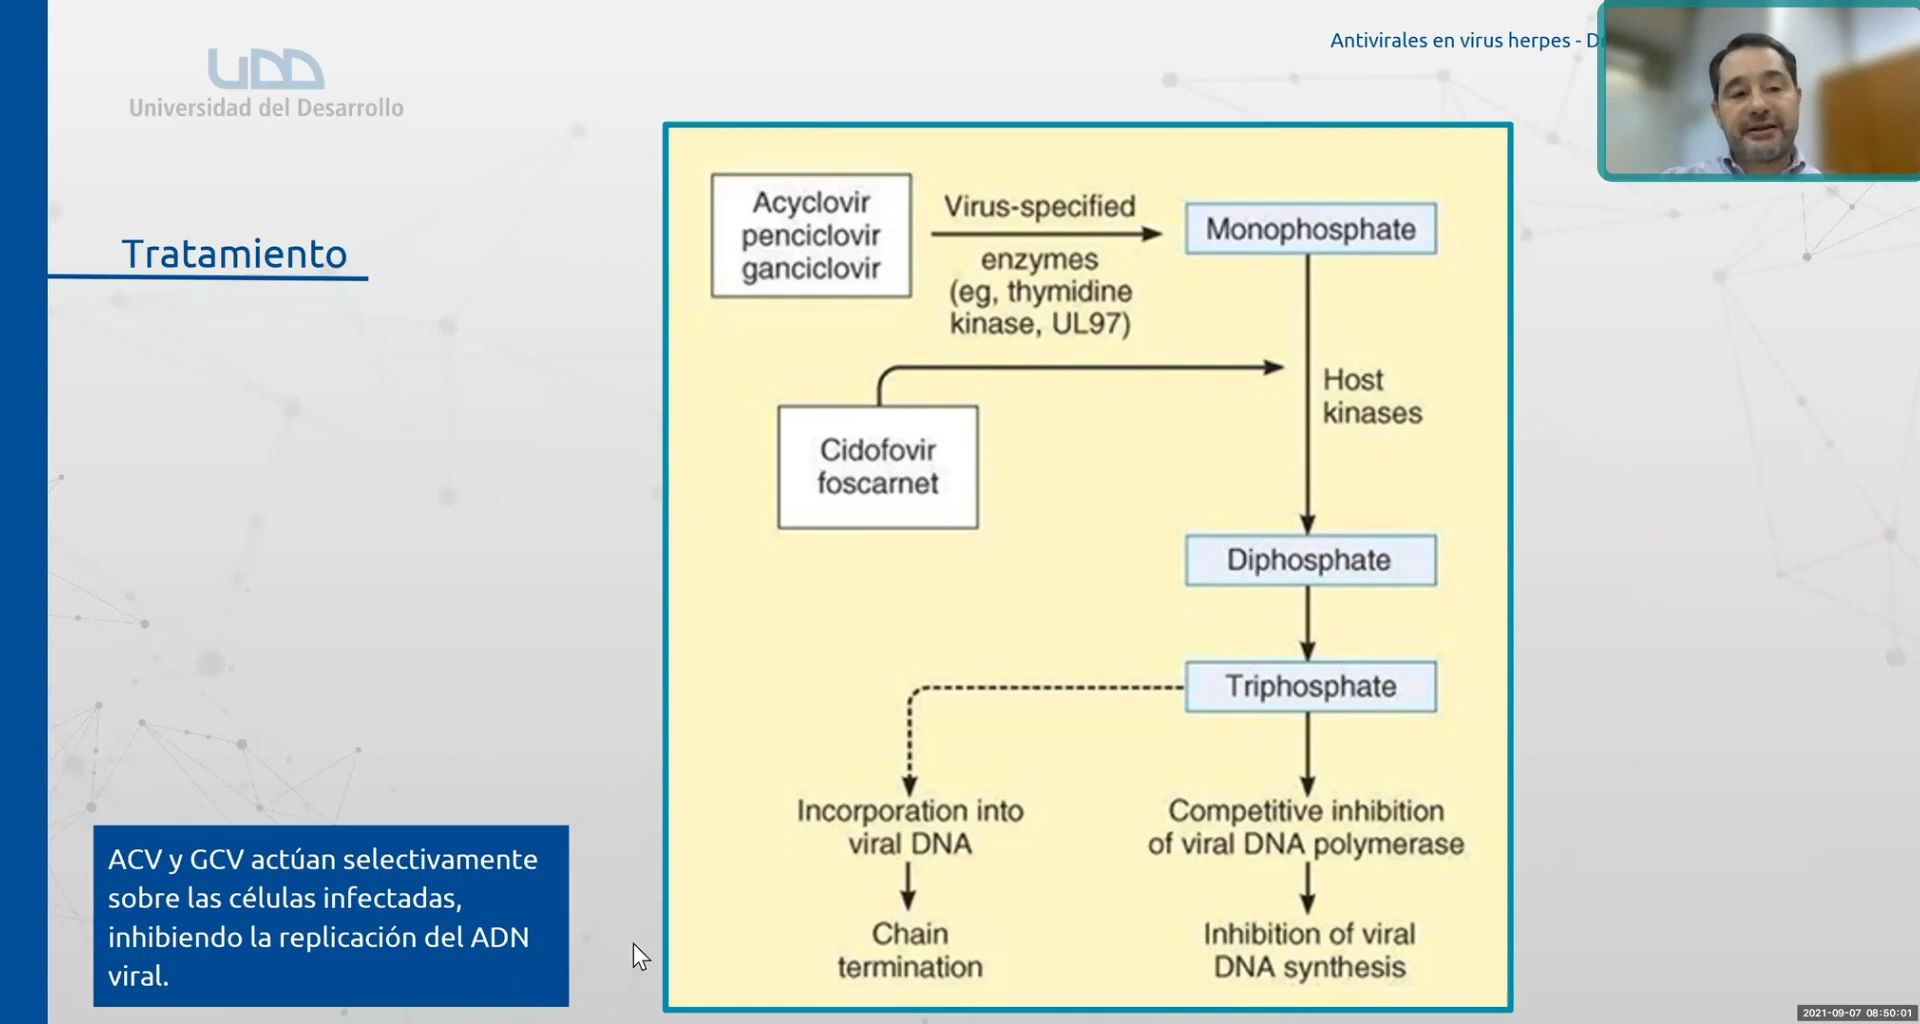 Antivirales en virus herpes - D
UDD
Universidad del Desarrollo
Tratamiento
Acyclovir
penciclovir
ganciclovir
Virus-specified
enzymes
(eg, thymidine
kinase, UL97)
Monophosphate
Host
kinases
Cidofovir
foscarnet
Diphosphate
Triphosphate
Incorporation into
viral DNA
Chain
termination
Competitive inhibition
of viral DNA polymerase
Inhibition of viral
DNA synthesis
ACV y GCV actúan selectivamente
sobre las células infectadas,
inhibiendo la replicación del ADN
viral.
2021-09-07 08:50:01